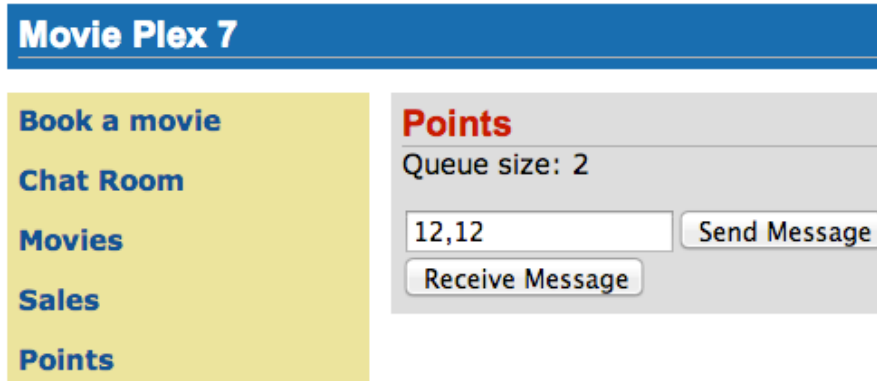 Movie Plex 7
Book a movie
Chat Room
Movies
Sales
Points
Points
Queue size: 2
12,12 Send Message
Receive Message